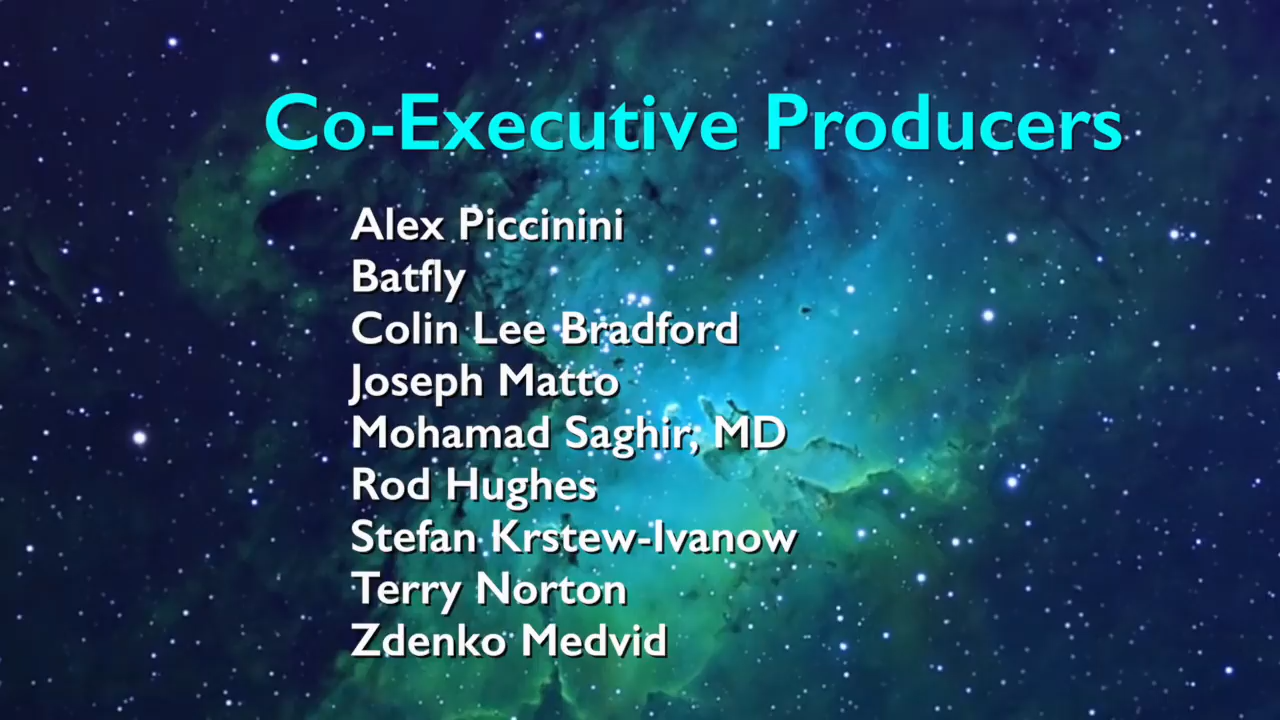 Co-Executive Producers
Alex Piccinini
Batfly
Colin Lee Bradford
Joseph Matto
Mohamad Saghir, MD
Rod Hughes
Stefan Krstew-Ivanow
Terry Norton
Zdenko Medvid